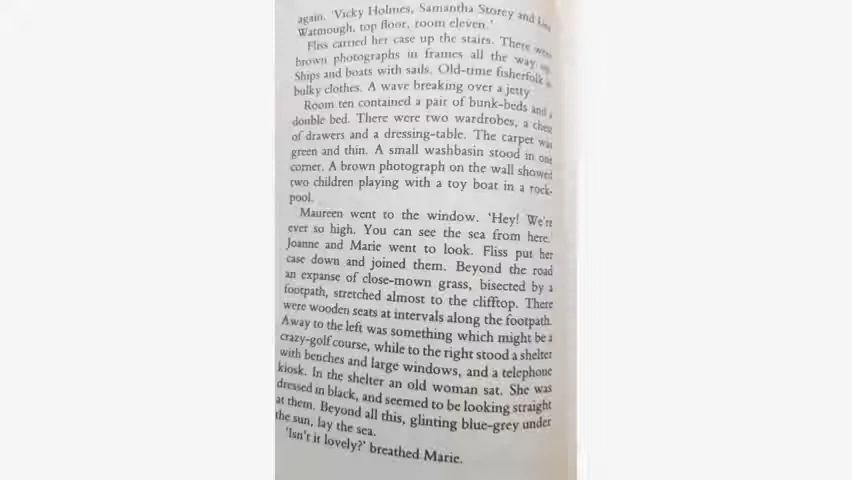 again. 'Vicky Holmes, Samantha Storey and Lisa
Watmough, top floor, room eleven.'
Fliss carried her case up the stairs. There were
brown photographs in frames all the way up.
Ships and boats with sails. Old-time fisherfolk in
bulky clothes. A wave breaking over a jetty.
Room ten contained a pair of bunk-beds and a
double bed. There were two wardrobes, a chest
of drawers and a dressing-table. The carpet was
green and thin. A small washbasin stood in one
corner. A brown photograph on the wall showed
two children playing with a toy boat in a rock-
pool.
Maureen went to the window. 'Hey! We're
ever so high. You can see the sea from here.'
Joanne and Marie went to look. Fliss put her
case down and joined them. Beyond the road
an expanse of close-mown grass, bisected by a
footpath, stretched almost to the clifftop. There
were wooden seats at intervals along the footpath.
Away to the left was something which might be a
crazy-golf course, while to the right stood a shelter
with benches and large windows, and a telephone
kiosk. In the shelter an old woman sat. She was
dressed in black, and seemed to be looking straight
at them. Beyond all this, glinting blue-grey under
the sun, lay the sea.
'Isn't it lovely?' breathed Marie.